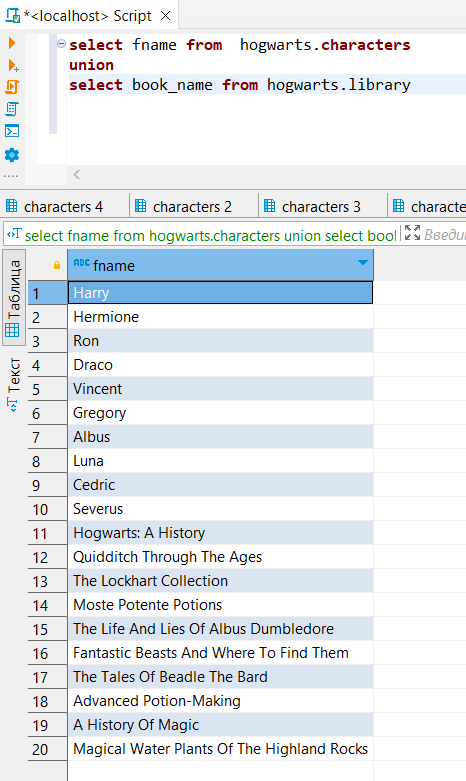 *<localhost> Script
select fname from  hogwarts.characters
union
select book_name from hogwarts.library
characters 4
characters 2
characters 3
characte
select fname from hogwarts.characters union select bool
Введи
Таблица
Текст
ABC fname
1 Harry
2 Hermione
3 Ron
4 Draco
5 Vincent
6 Gregory
7 Albus
8 Luna
9 Cedric
10 Severus
11 Hogwarts: A History
12 Quidditch Through The Ages
13 The Lockhart Collection
14 Moste Potente Potions
15 The Life And Lies Of Albus Dumbledore
16 Fantastic Beasts And Where To Find Them
17 The Tales Of Beadle The Bard
18 Advanced Potion-Making
19 A History Of Magic
20 Magical Water Plants Of The Highland Rocks